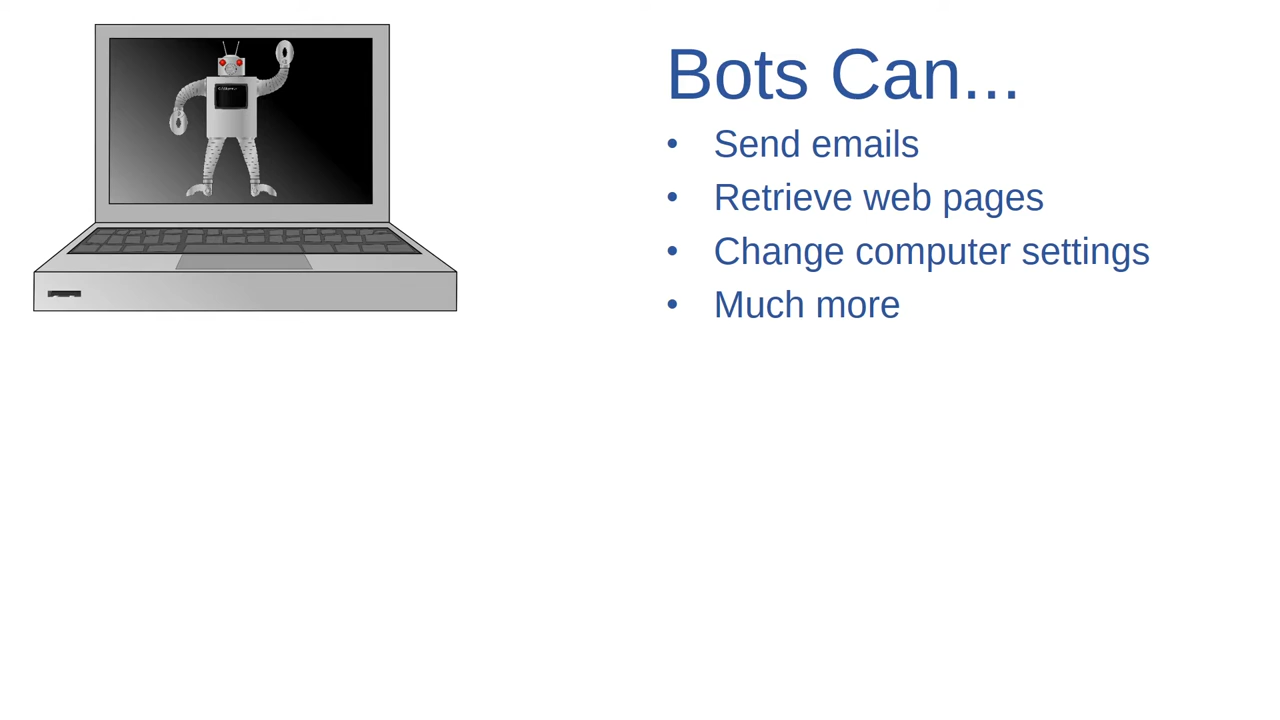 Bots Can...
• Send emails
• Retrieve web pages
• Change computer settings
• Much more